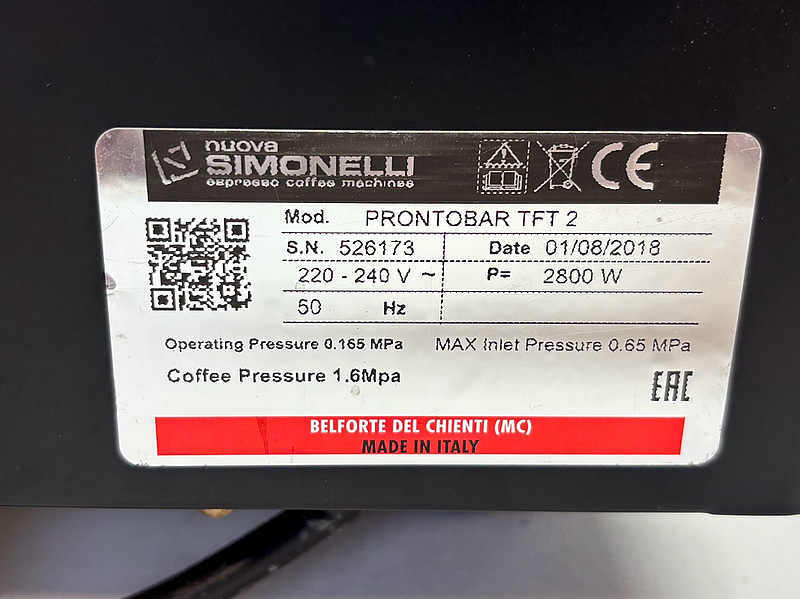 nuova
SIMONELLI
espresso coffee machines
CE
Mod. PRONTOBAR TFT 2
S.N. 526173 Date 01/08/2018
220 - 240 V ~ P= 2800 W
50 Hz
Operating Pressure 0.165 MPa MAX Inlet Pressure 0.65 MPa
Coffee Pressure 1.6Mpa
EAC
BELFORTE DEL CHIENTI (MC)
MADE IN ITALY